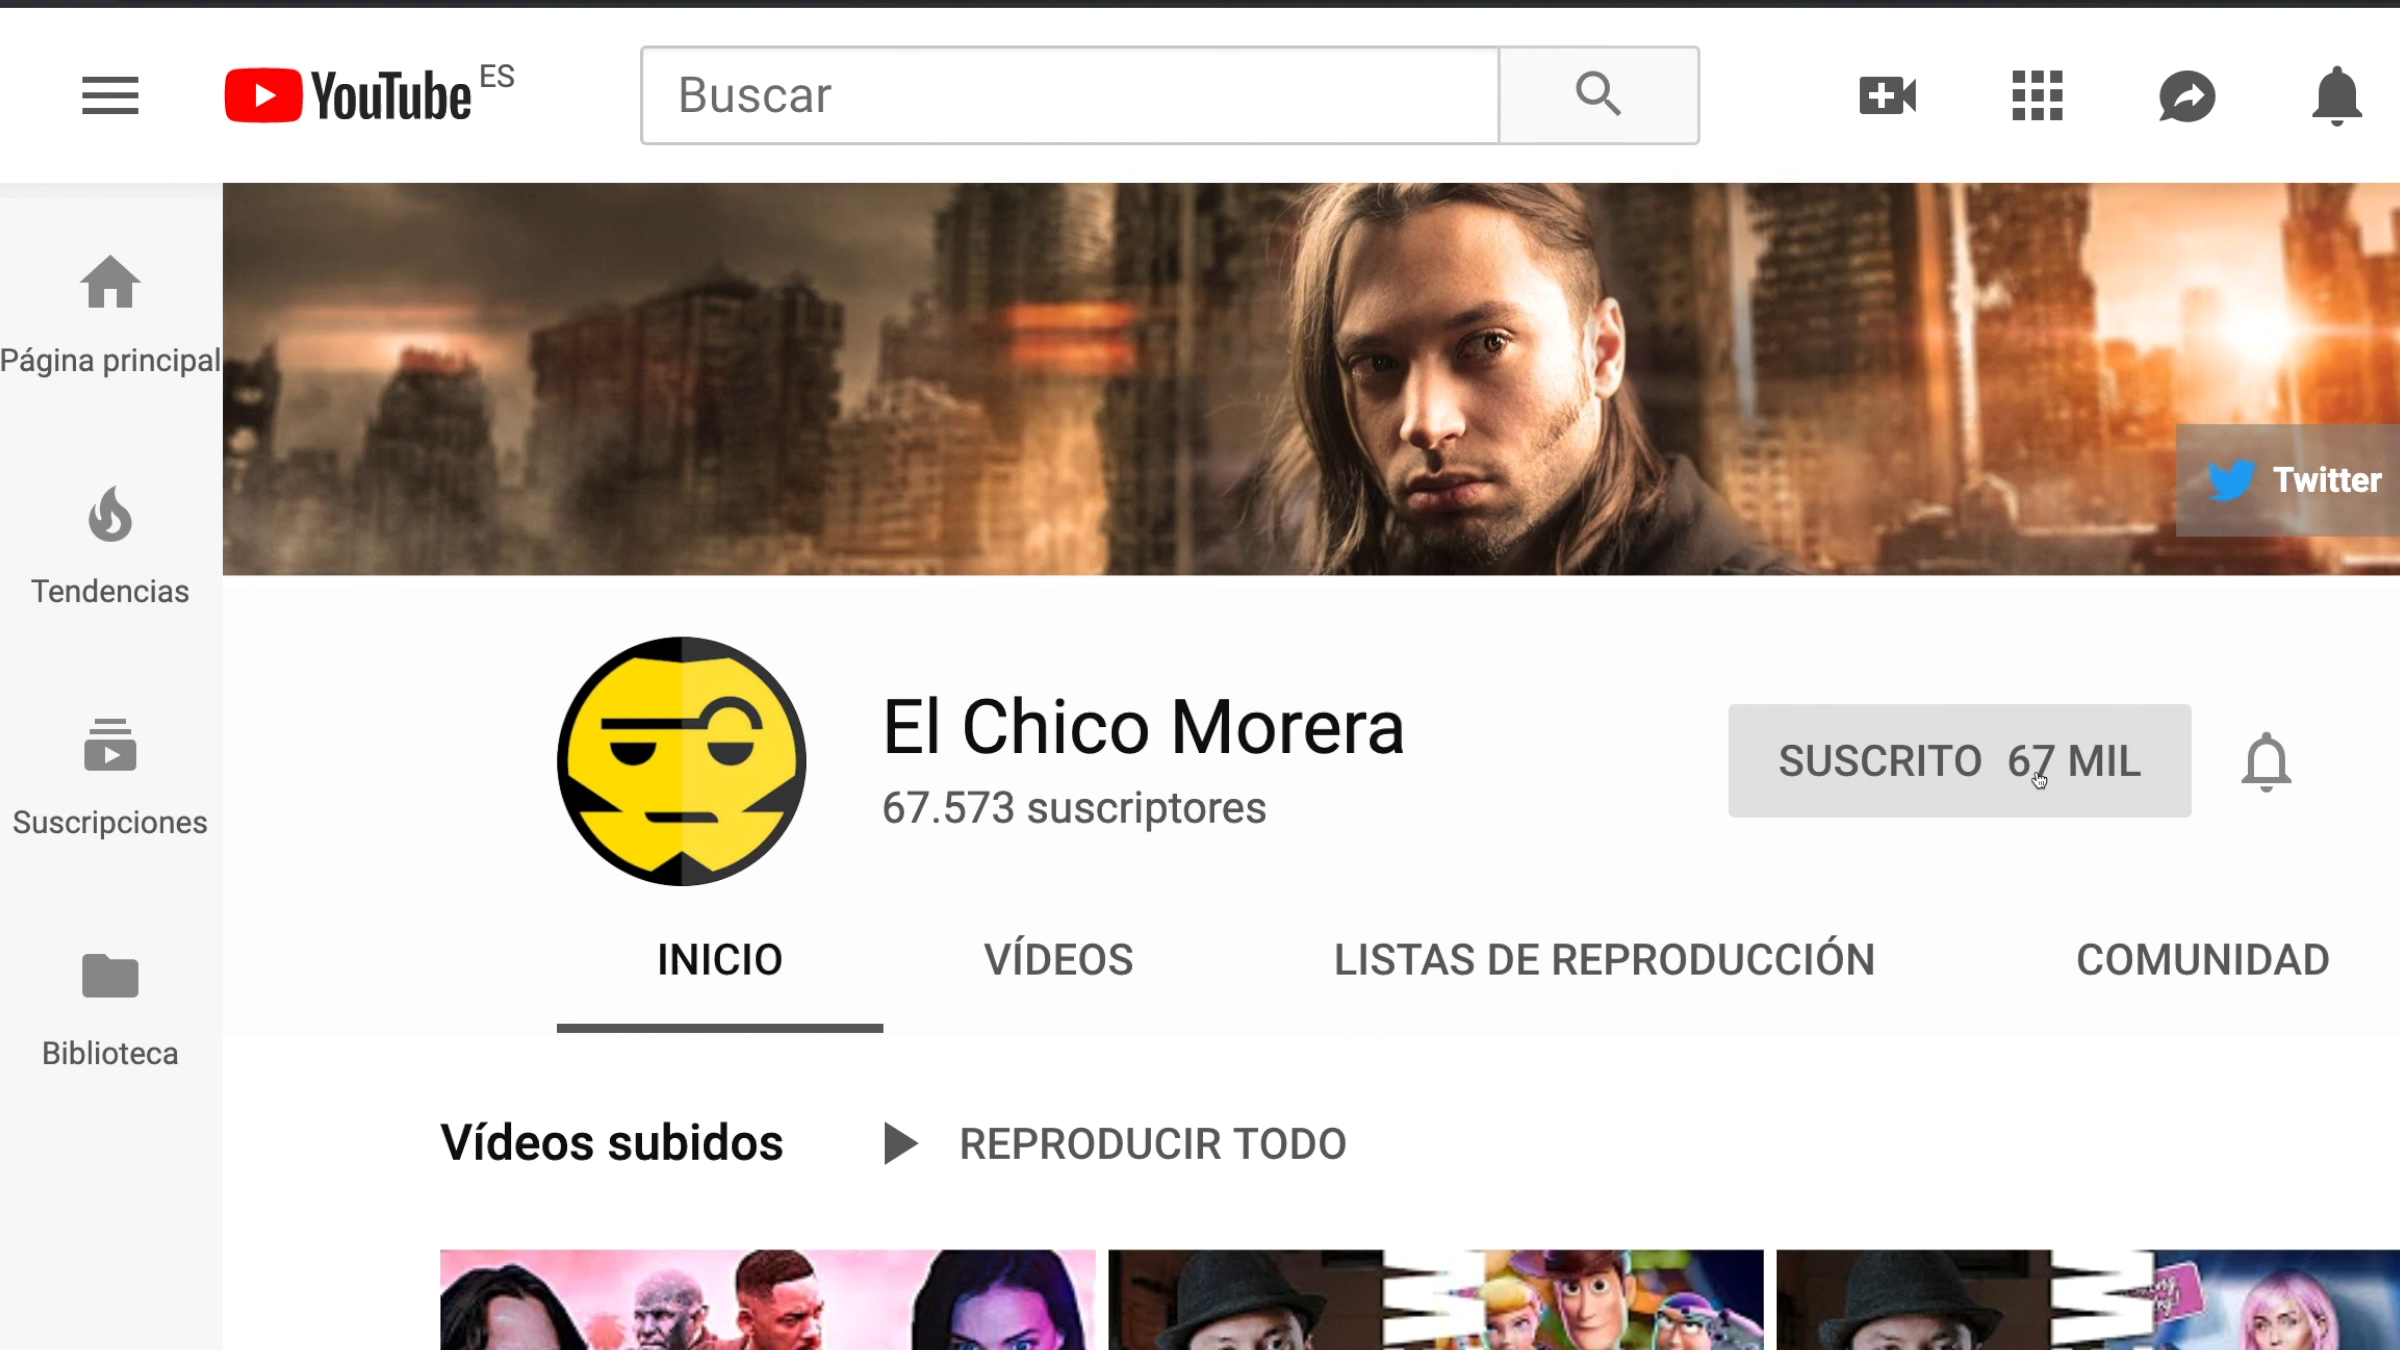 YouTube ES
Buscar
Página principal
Tendencias
Suscripciones
Biblioteca
Twitter
El Chico Morera
67.573 suscriptores
SUSCRITO 67 MIL
INICIO VÍDEOS LISTAS DE REPRODUCCIÓN COMUNIDAD
Vídeos subidos REPRODUCIR TODO